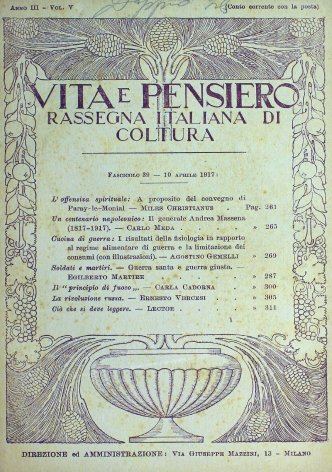 ANNO III - VOL. V
(Conto corrente con la posta)
VITA E PENSIERO
RASSEGNA ITALIANA DI
COLTURA
FASCICOLO 39 — 10 APRILE 1917:
L'offensiva spirituale: A proposito del convegno di
Paray-le-Monial — MILES CHRISTIANUS . Pag. 261
Un centenario napoleonico: Il generale Andrea Massena
(1817-1917). — CARLO MEDA . . » 265
Cucina di guerra: I risultati della fisiologia in rapporto
al regime alimentare di guerra e la limitazione dei
consumi (con illustrazioni). — AGOSTINO GEMELLI » 269
Soldati e martiri. — Guerra santa e guerra giusta. —
EGILBERTO MARTIRE . . . » 287
Il "principio di fuoco„. — CARLA CADORNA » 300
La rivoluzione russa. — ERNESTO VERCESI . » 305
Ciò che si deve leggere. — LECTOR . . » 311
DIREZIONE ed AMMINISTRAZIONE: VIA GIUSEPPE MAZZINI, 13 - MILANO